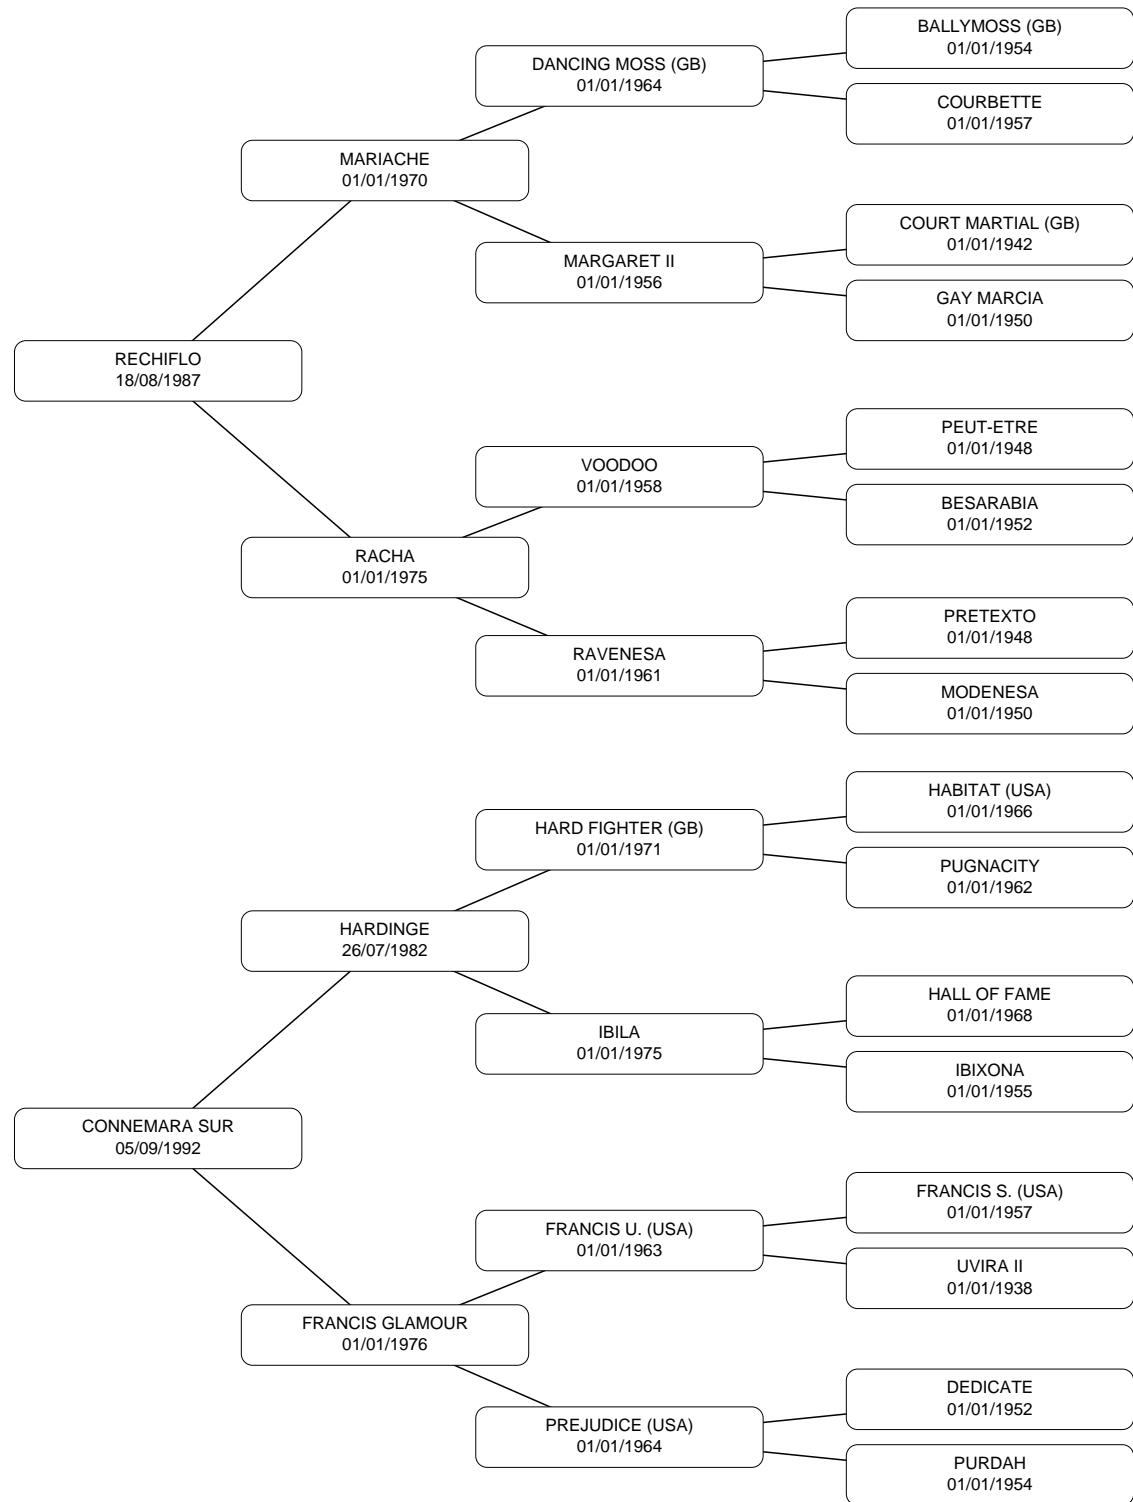 BALLYMOSS (GB)
01/01/1954
DANCING MOSS (GB)
01/01/1964
COURBETTE
01/01/1957
MARIACHE
01/01/1970
COURT MARTIAL (GB)
01/01/1942
MARGARET II
01/01/1956
GAY MARCIA
01/01/1950
RECHIFLO
18/08/1987
PEUT-ETRE
01/01/1948
VOODOO
01/01/1958
BESARABIA
01/01/1952
RACHA
01/01/1975
PRETEXTO
01/01/1948
RAVENESA
01/01/1961
MODENESA
01/01/1950
HABITAT (USA)
01/01/1966
HARD FIGHTER (GB)
01/01/1971
PUGNACITY
01/01/1962
HARDINGE
26/07/1982
HALL OF FAME
01/01/1968
IBILA
01/01/1975
IBIXONA
01/01/1955
CONNEMARA SUR
05/09/1992
FRANCIS S. (USA)
01/01/1957
FRANCIS U. (USA)
01/01/1963
UVIRA II
01/01/1938
FRANCIS GLAMOUR
01/01/1976
DEDICATE
01/01/1952
PREJUDICE (USA)
01/01/1964
PURDAH
01/01/1954